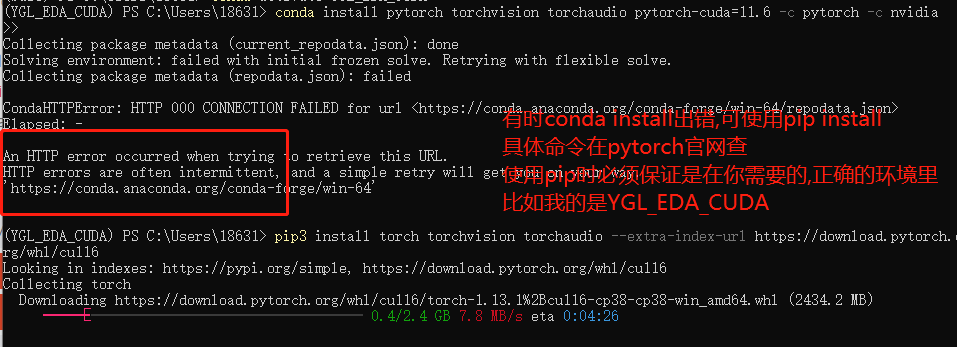 (YGL_EDA_CUDA) PS C:\Users\18631> conda install pytorch torchvision torchaudio pytorch-cuda=11.6 -c pytorch -c nvidia
>>
Collecting package metadata (current_repodata.json): done
Solving environment: failed with initial frozen solve. Retrying with flexible solve.
Collecting package metadata (repodata.json): failed
CondaHTTPError: HTTP 000 CONNECTION FAILED for url <https://conda.anaconda.org/conda-forge/win-64/repodata.json>
Elapsed: -
有时conda install出错,可使用pip install
具体命令在pytorch官网查
使用pip时必须保证是在你需要的,正确的环境里
比如我的是YGL_EDA_CUDA
An HTTP error occurred when trying to retrieve this URL.
HTTP errors are often intermittent, and a simple retry will get you on your way.
'https://conda.anaconda.org/conda-forge/win-64'
(YGL_EDA_CUDA) PS C:\Users\18631> pip3 install torch torchvision torchaudio --extra-index-url https://download.pytorch.o
rg/whl/cu116
Looking in indexes: https://pypi.org/simple, https://download.pytorch.org/whl/cu116
Collecting torch
Downloading https://download.pytorch.org/whl/cu116/torch-1.13.1%2Bcu116-cp38-cp38-win_amd64.whl (2434.2 MB)
0.4/2.4 GB 7.8 MB/s eta 0:04:26